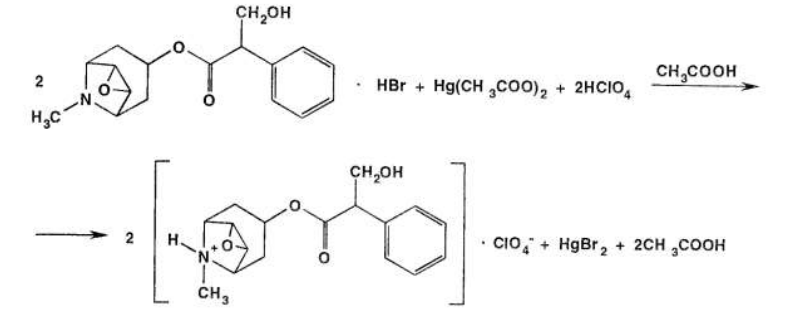 CH₂OH
O
2
O
N
O
· HBr + Hg(CH₃COO)₂ + 2HClO₄
CH₃COOH
H₃C
CH₂OH
O
2
H
O
N⁺
O
· ClO₄⁻ + HgBr₂ + 2CH₃COOH
CH₃